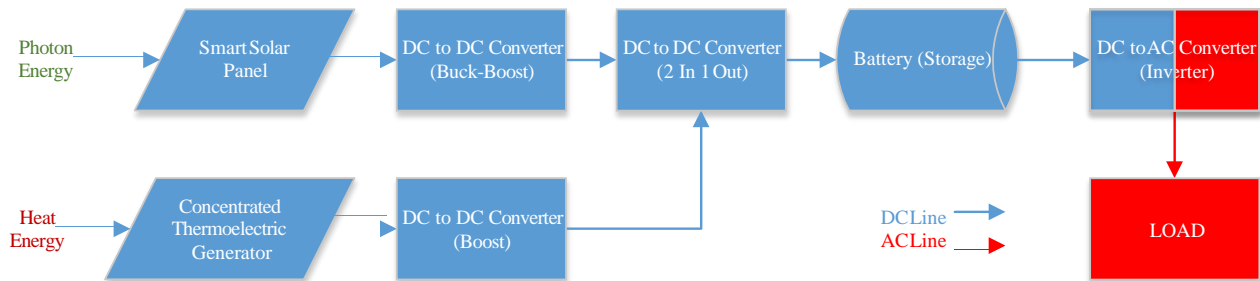 Photon
Energy
Smart Solar
Panel
DC to DC Converter
(Buck-Boost)
DC to DC Converter
(2 In 1 Out)
Battery (Storage)
DC to AC Converter
(Inverter)
Heat
Energy
Concentrated
Thermoelectric
Generator
DC to DC Converter
(Boost)
DC Line
AC Line
LOAD